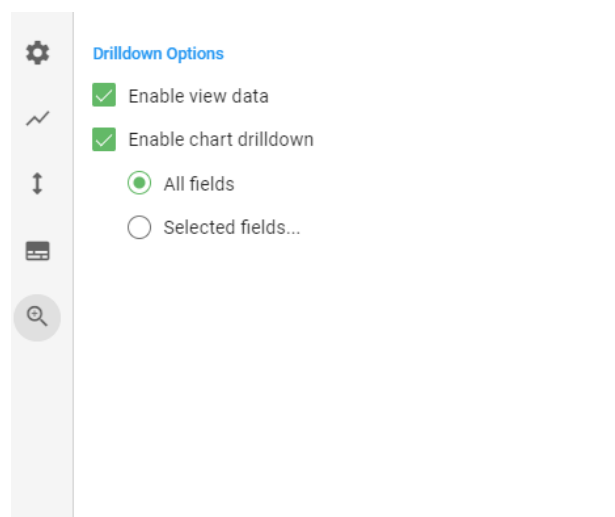 Drilldown Options
Enable view data
Enable chart drilldown
All fields
Selected fields...